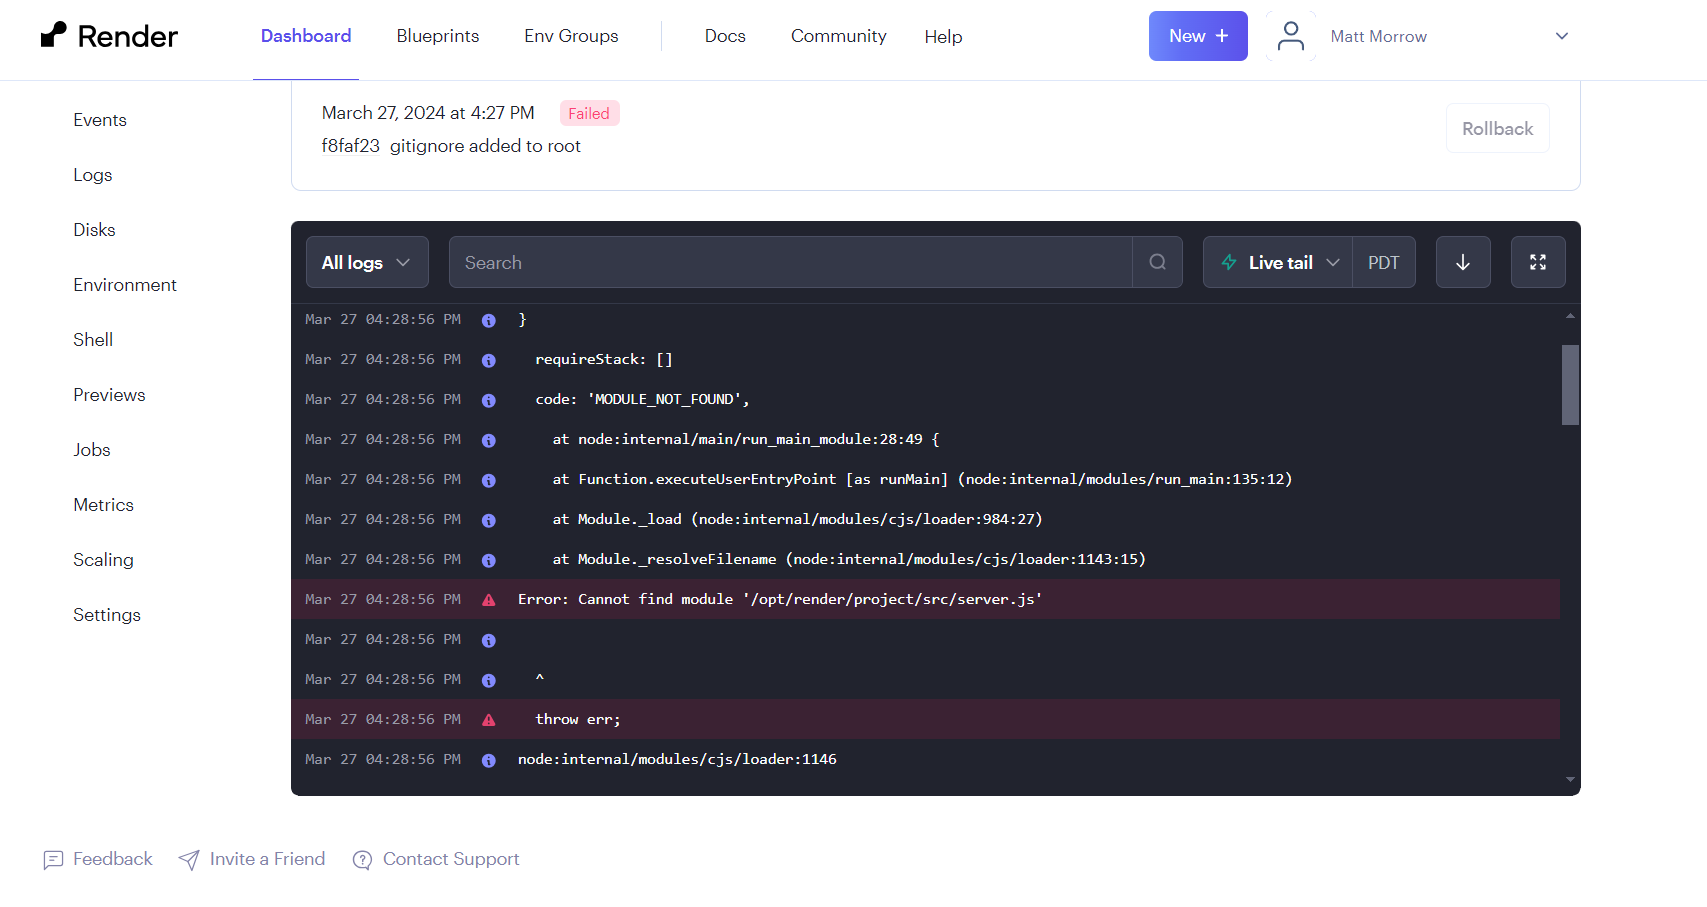 Render
Dashboard
Blueprints
Env Groups
Docs
Community
Help
New +
Matt Morrow
Events
Logs
Disks
Environment
Shell
Previews
Jobs
Metrics
Scaling
Settings
March 27, 2024 at 4:27 PM Failed
f8faf23 gitignore added to root
Rollback
All logs
Search
Live tail
PDT
Mar 27 04:28:56 PM }
Mar 27 04:28:56 PM requireStack: []
Mar 27 04:28:56 PM code: 'MODULE_NOT_FOUND',
Mar 27 04:28:56 PM at node:internal/main/run_main_module:28:49 {
Mar 27 04:28:56 PM at Function.executeUserEntryPoint [as runMain] (node:internal/modules/run_main:135:12)
Mar 27 04:28:56 PM at Module._load (node:internal/modules/cjs/loader:984:27)
Mar 27 04:28:56 PM at Module._resolveFilename (node:internal/modules/cjs/loader:1143:15)
Mar 27 04:28:56 PM Error: Cannot find module '/opt/render/project/src/server.js'
Mar 27 04:28:56 PM
Mar 27 04:28:56 PM ^
Mar 27 04:28:56 PM throw err;
Mar 27 04:28:56 PM node:internal/modules/cjs/loader:1146
Feedback
Invite a Friend
Contact Support